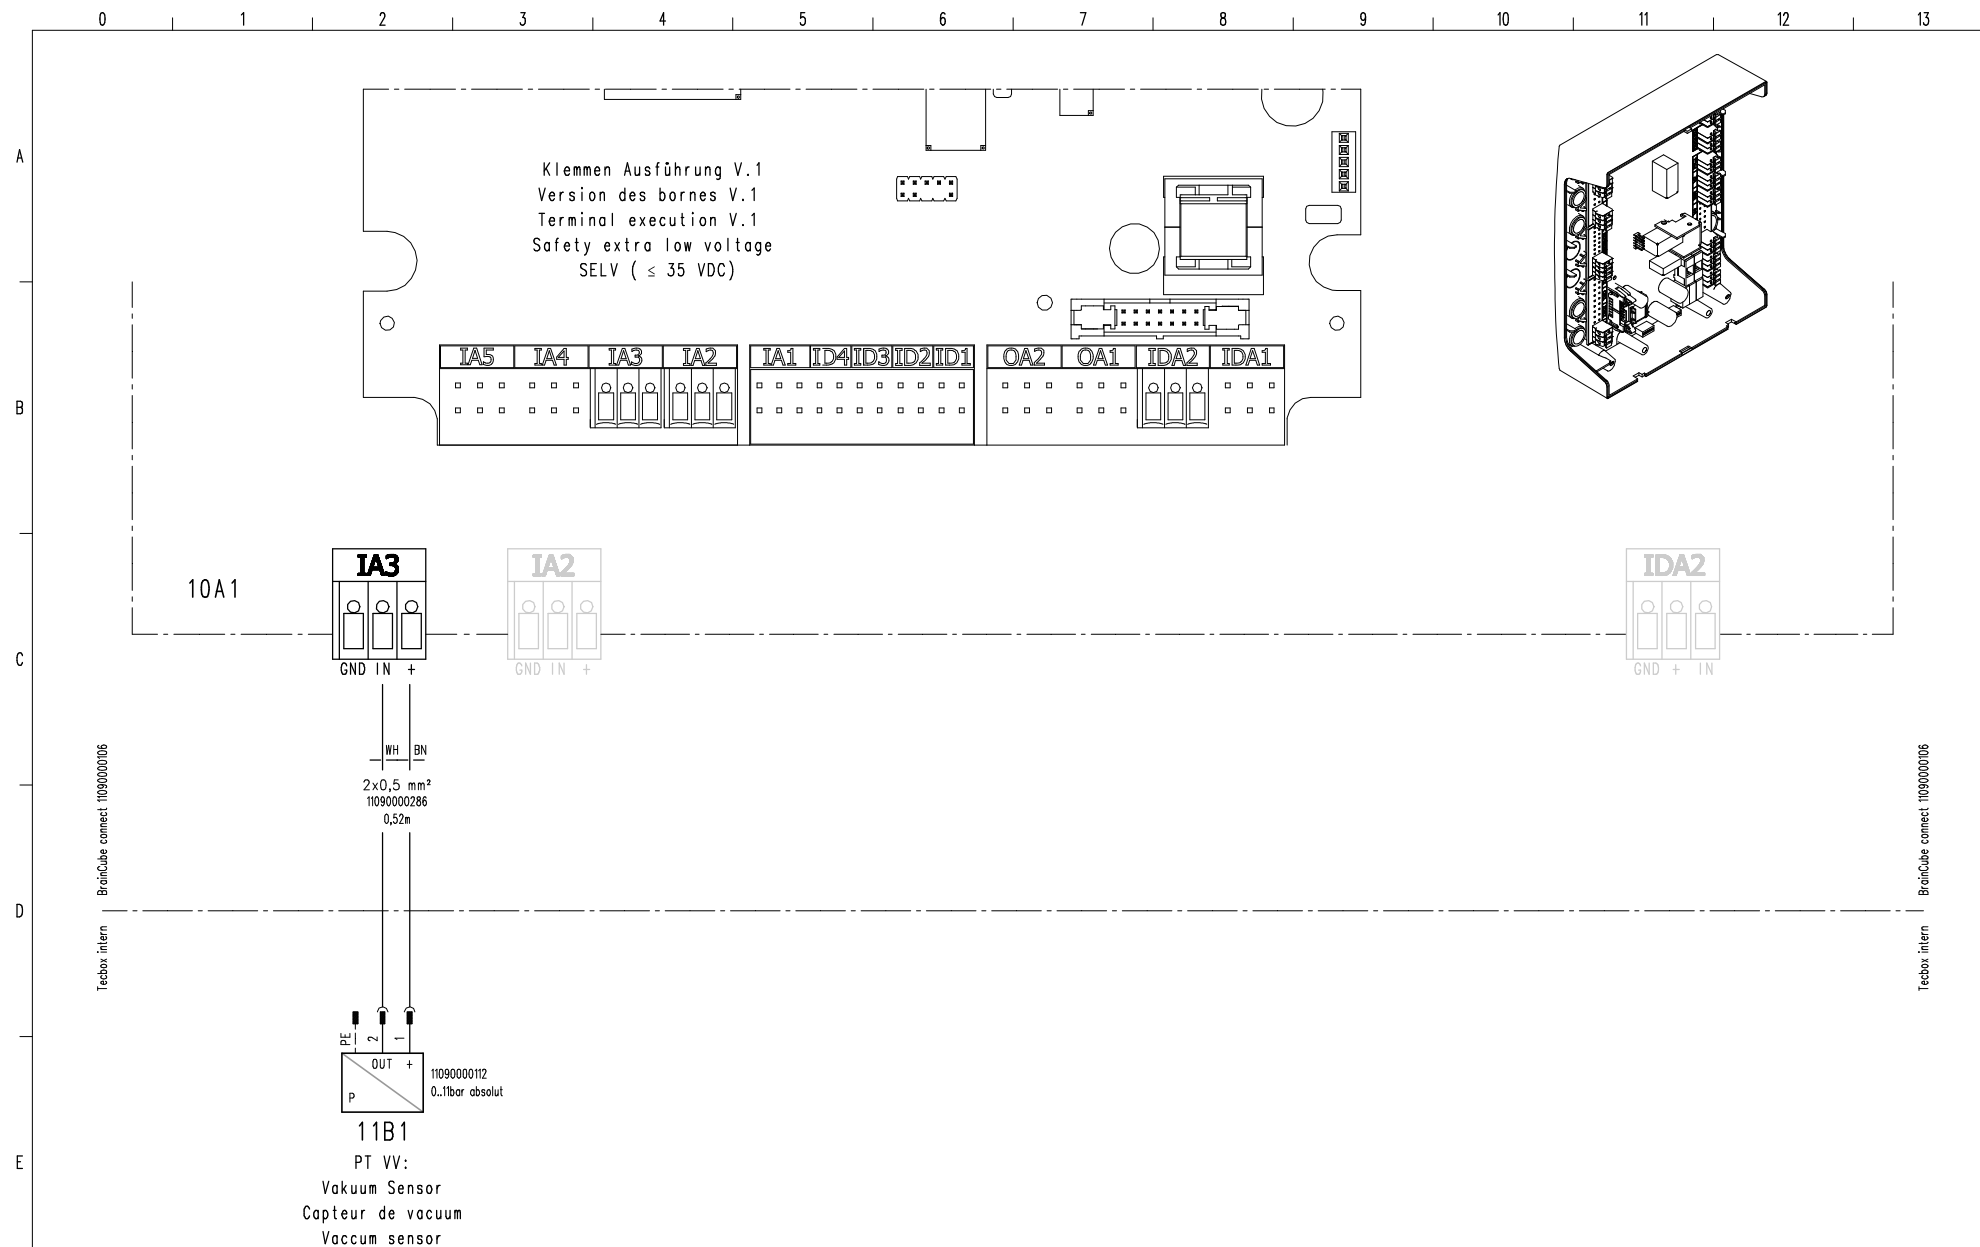 0 1 2 3 4 5 6 7 8 9 10 11 12 13
A
Klemmen Ausführung V.1
Version des bornes V.1
Terminal execution V.1
Safety extra low voltage
SELV ( ≤ 35 VDC)
IA5 IA4 IA3 IA2 IA1 ID4 ID3 ID2 ID1 OA2 OA1 IDA2 IDA1
B
10A1
IA3 IA2 IDA2
C
GND IN + GND IN + GND + IN
WH BN
2x0,5 mm²
11090000286
0,52m
BrainCube connect 11090000106
BrainCube connect 11090000106
D
Tecbox intern
Tecbox intern
PE 2 1
OUT +
P
11090000112
0..11bar absolut
11B1
E
PT VV:
Vakuum Sensor
Capteur de vacuum
Vaccum sensor